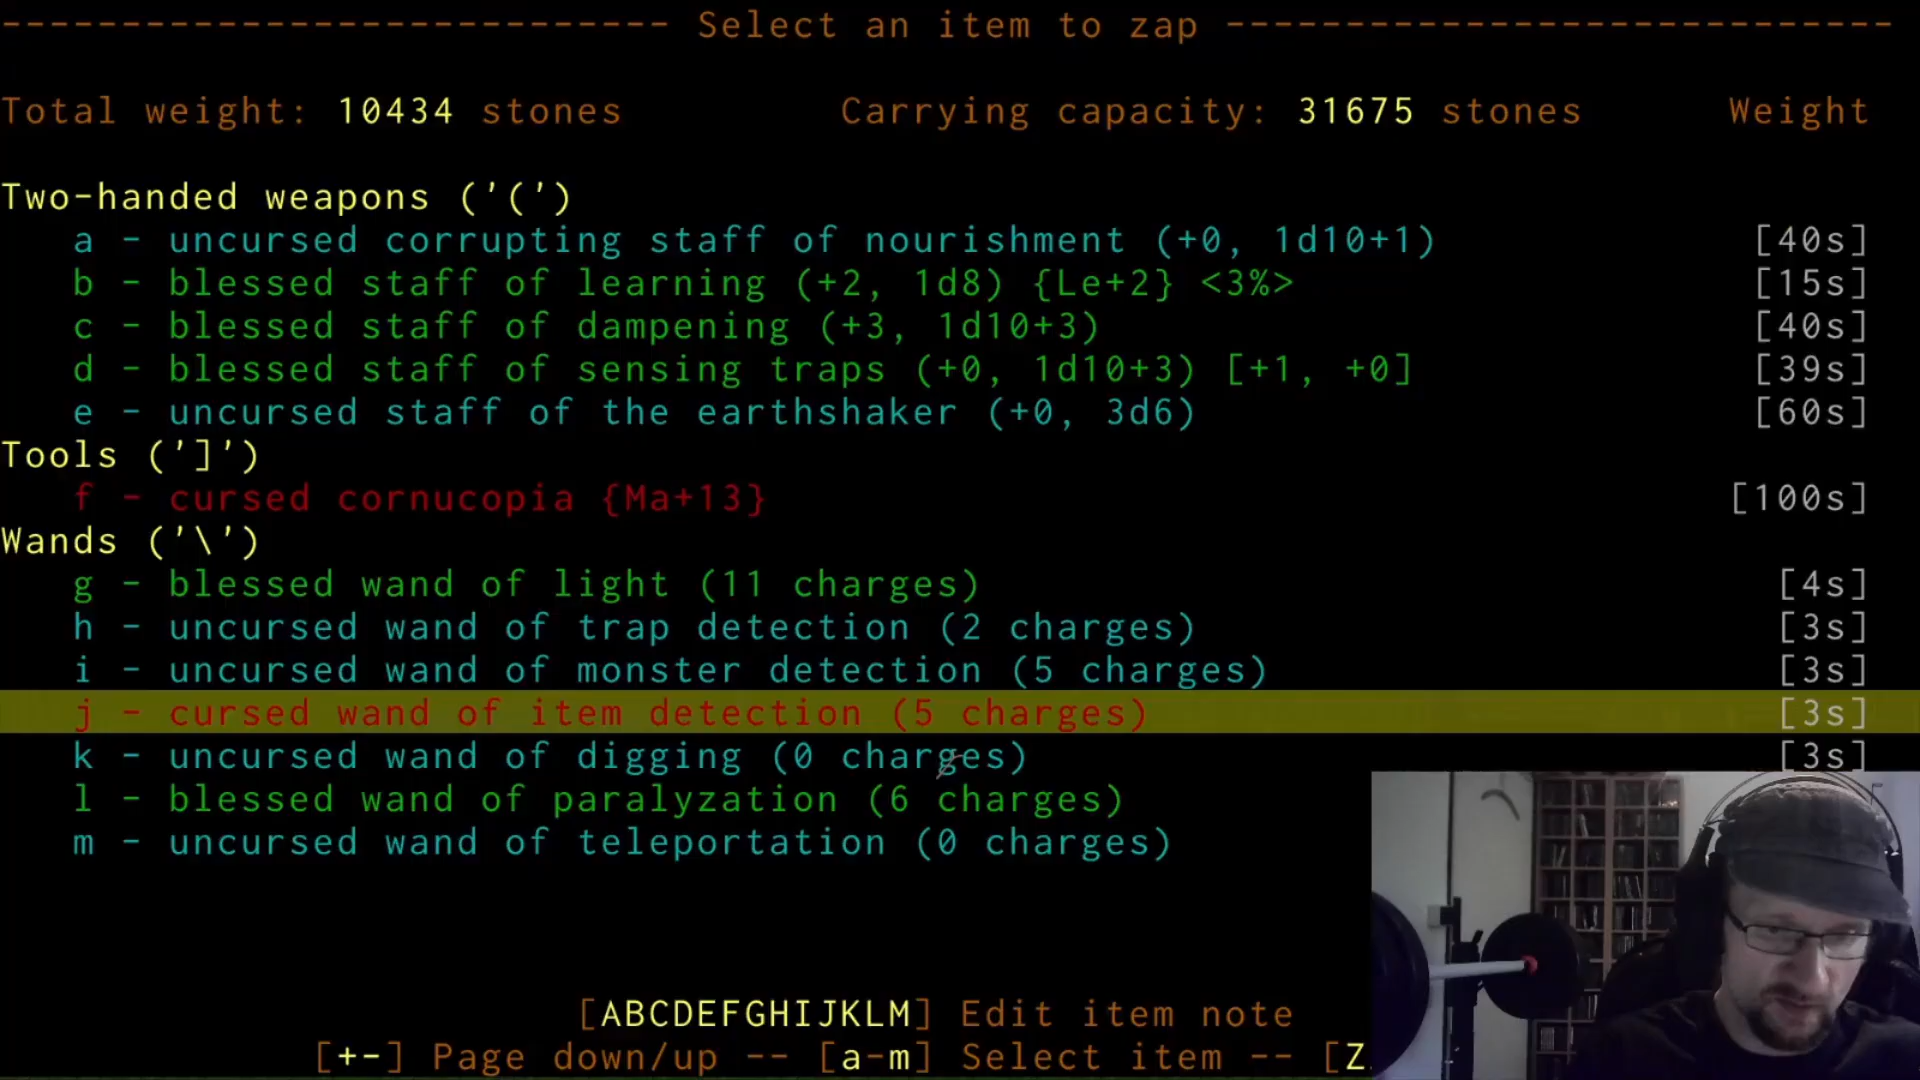 Select an item to zap
Total weight: 10434 stones Carrying capacity: 31675 stones Weight
Two-handed weapons ('(')
a - uncursed corrupting staff of nourishment (+0, 1d10+1) [40s]
b - blessed staff of learning (+2, 1d8) {Le+2} <3%> [15s]
c - blessed staff of dampening (+3, 1d10+3) [40s]
d - blessed staff of sensing traps (+0, 1d10+3) [+1, +0] [39s]
e - uncursed staff of the earthshaker (+0, 3d6) [60s]
Tools (']')
f - cursed cornucopia {Ma+13} [100s]
Wands ('\')
g - blessed wand of light (11 charges) [4s]
h - uncursed wand of trap detection (2 charges) [3s]
i - uncursed wand of monster detection (5 charges) [3s]
j - cursed wand of item detection (5 charges) [3s]
k - uncursed wand of digging (0 charges) [3s]
l - blessed wand of paralyzation (6 charges)
m - uncursed wand of teleportation (0 charges)
[ABCDEFGHIJKLM] Edit item note
[+-] Page down/up -- [a-m] Select item -- [Z